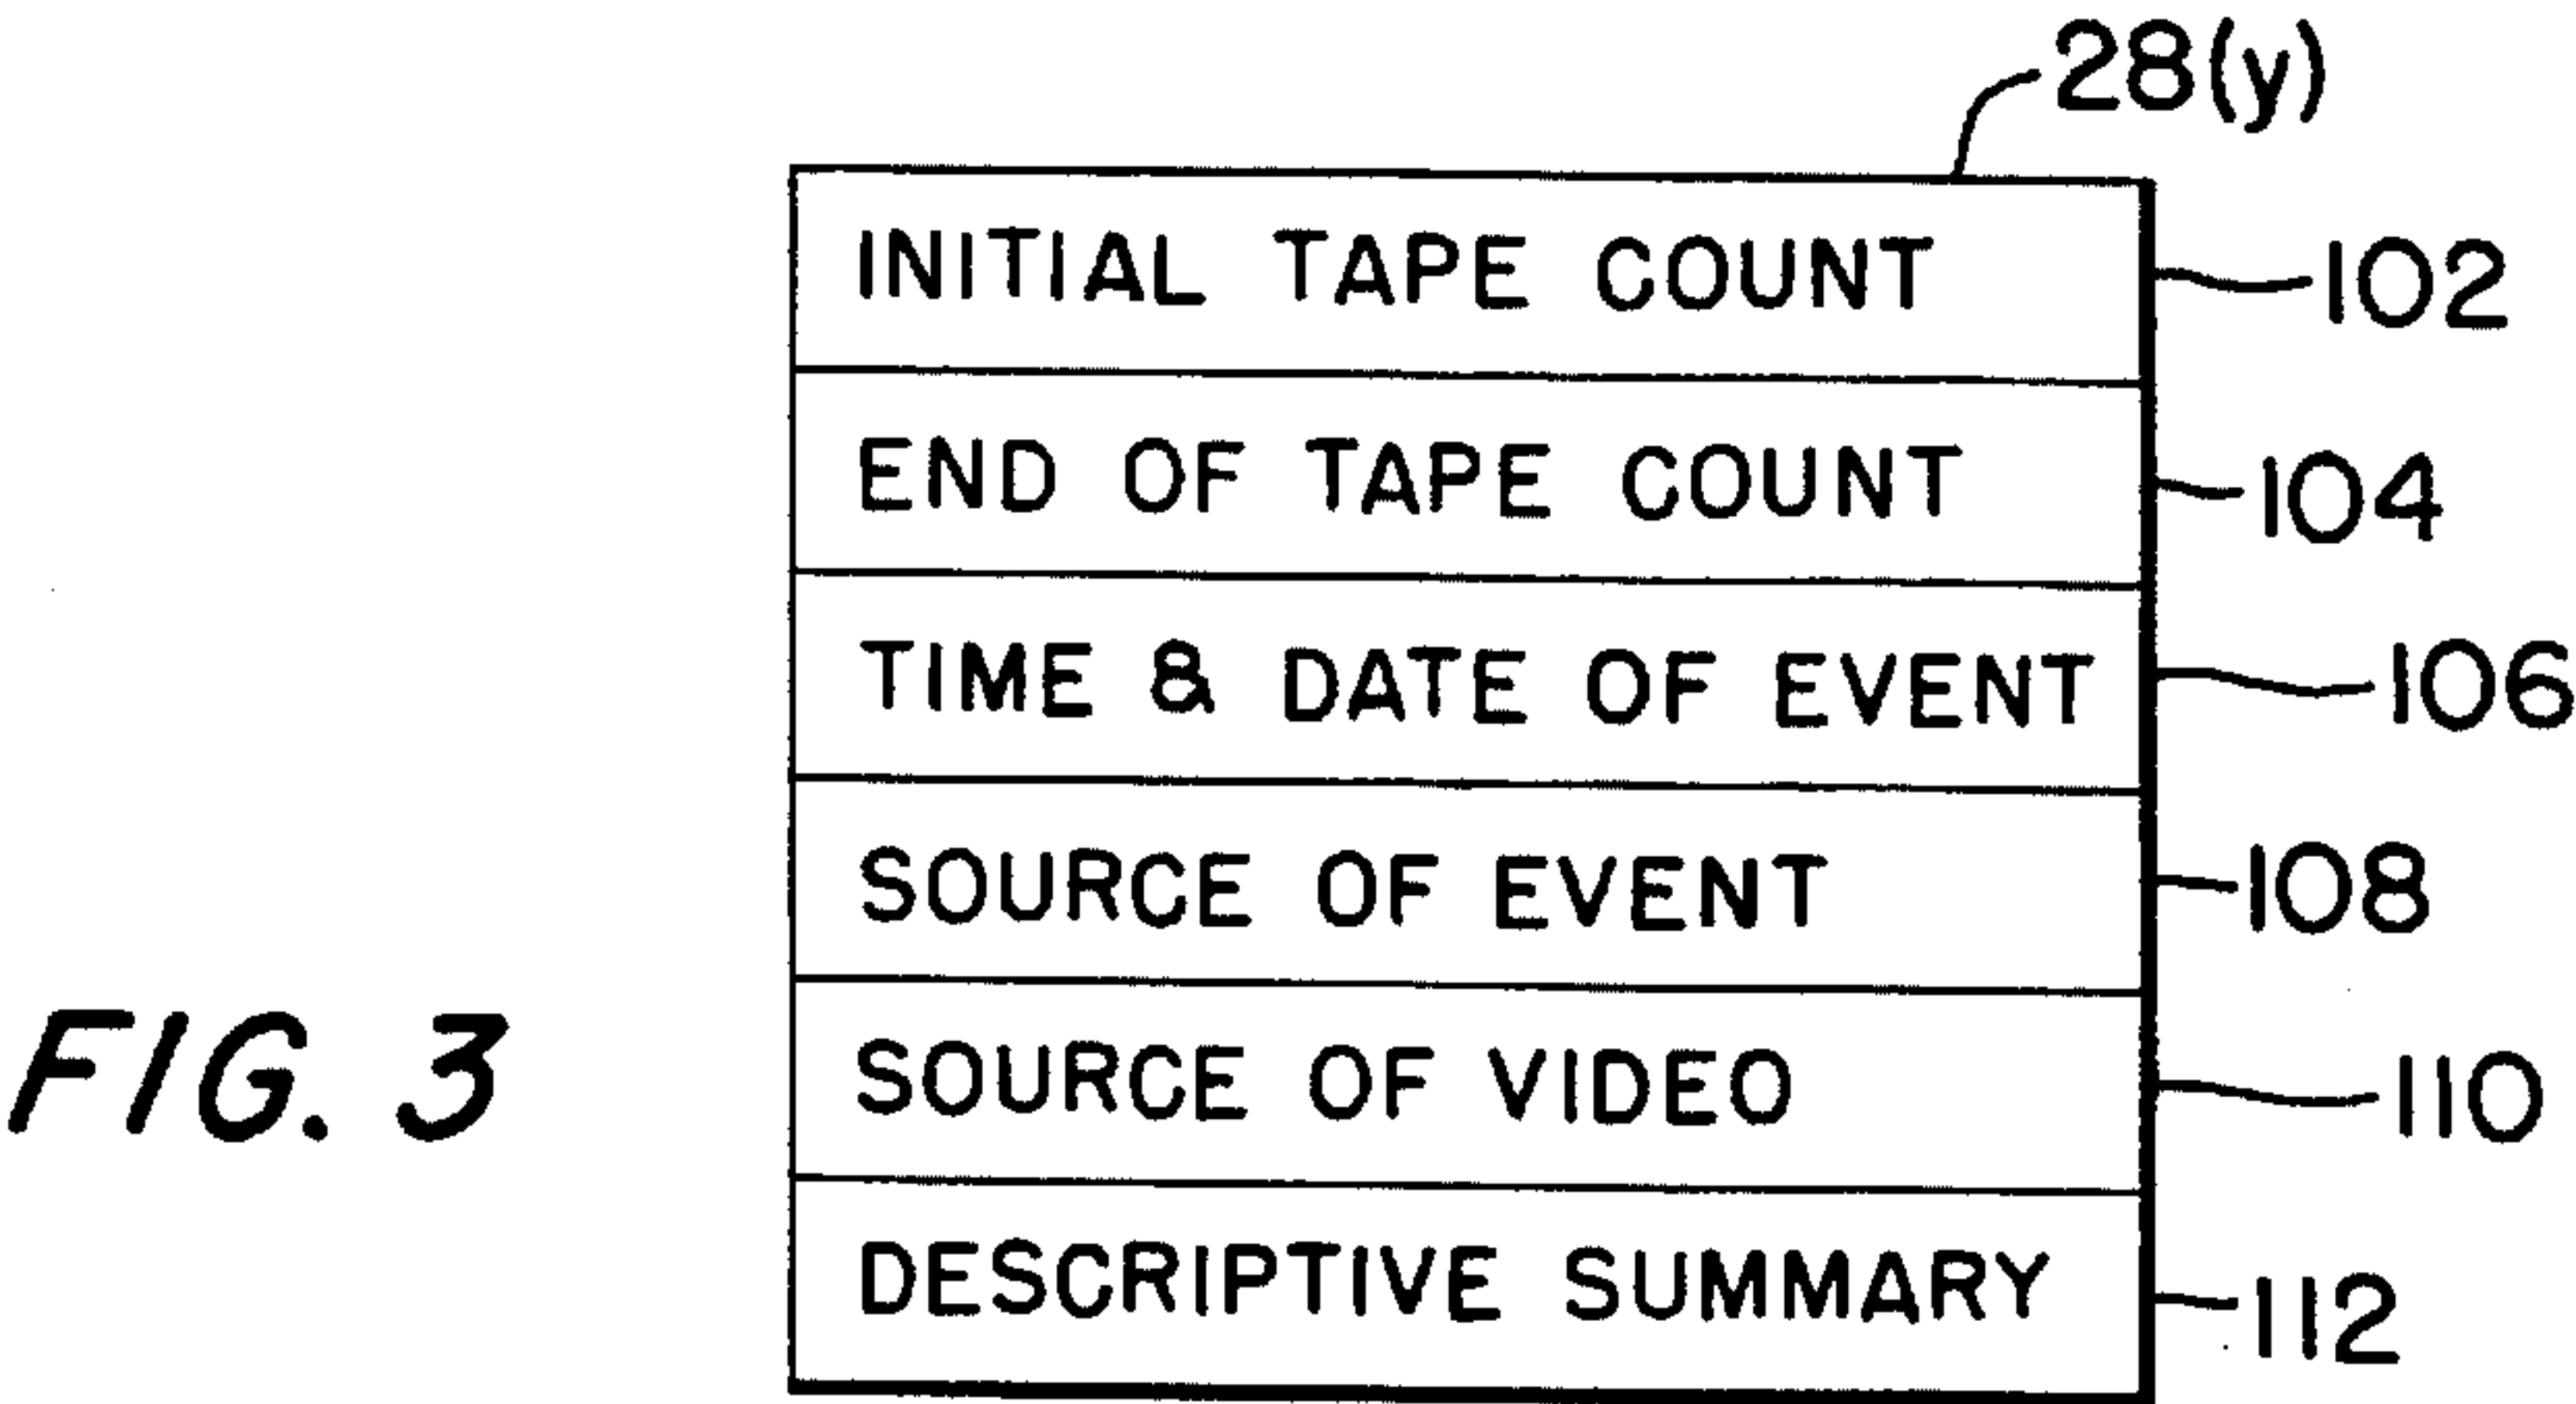 28(y)
INITIAL TAPE COUNT 102
END OF TAPE COUNT 104
TIME & DATE OF EVENT 106
SOURCE OF EVENT 108
SOURCE OF VIDEO 110
DESCRIPTIVE SUMMARY 112
FIG. 3